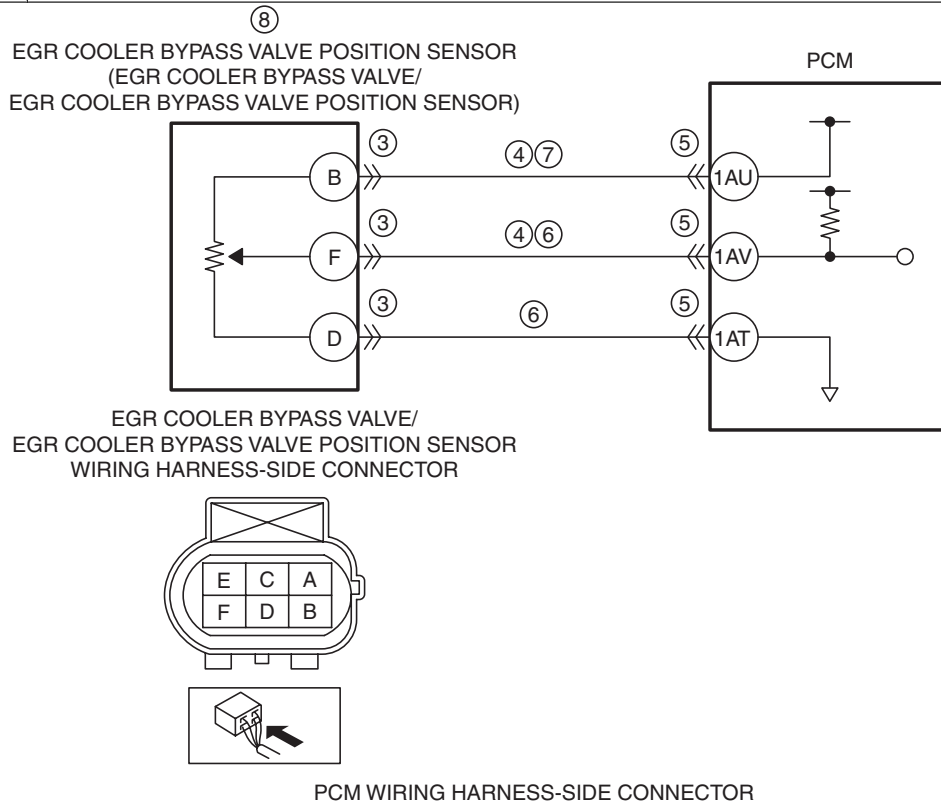 ⑧
EGR COOLER BYPASS VALVE POSITION SENSOR
(EGR COOLER BYPASS VALVE/
EGR COOLER BYPASS VALVE POSITION SENSOR)
PCM
B ③ ④⑦ ⑤ 1AU
F ③ ④⑥ ⑤ 1AV
D ③ ⑥ ⑤ 1AT
EGR COOLER BYPASS VALVE/
EGR COOLER BYPASS VALVE POSITION SENSOR
WIRING HARNESS-SIDE CONNECTOR
E C A
F D B
PCM WIRING HARNESS-SIDE CONNECTOR